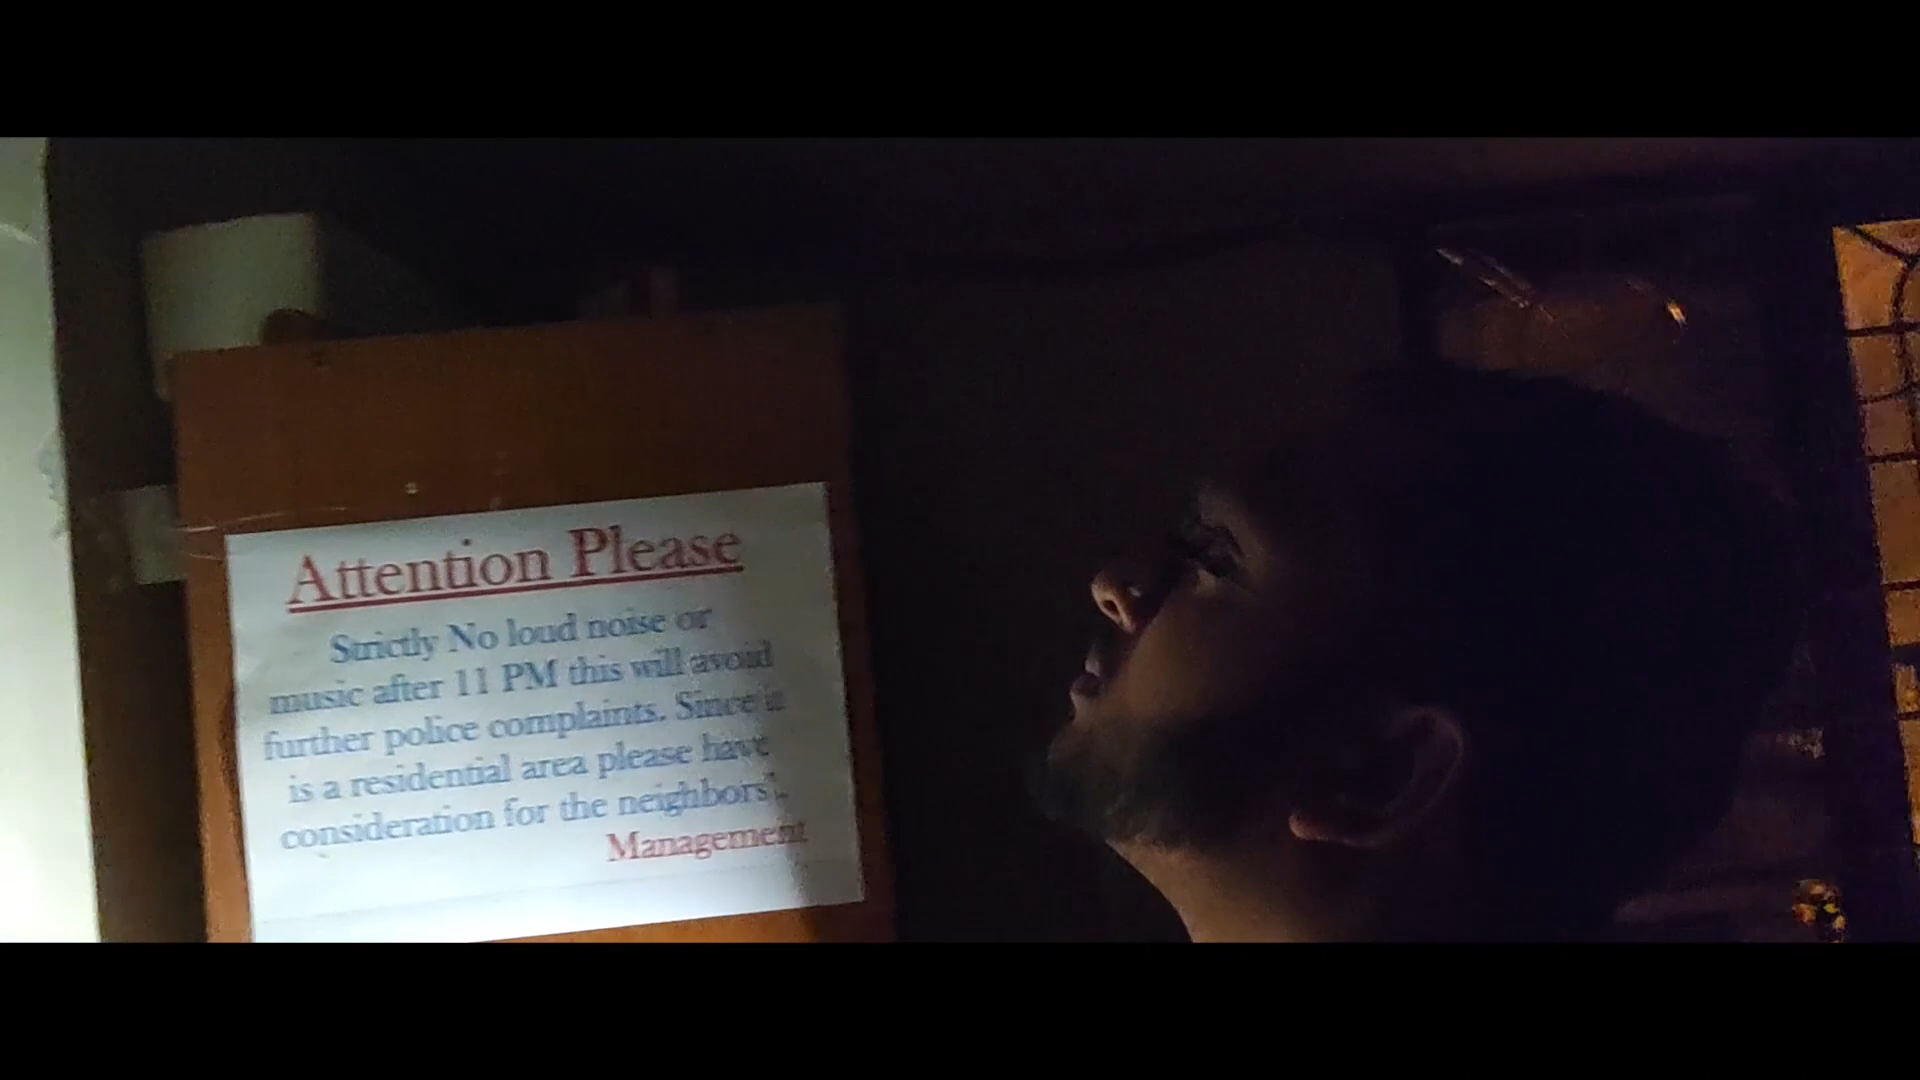 Attention Please
Strictly No loud noise or
music after 11 PM this will avoid
further police complaints. Since it
is a residential area please have
consideration for the neighbors'.
Management